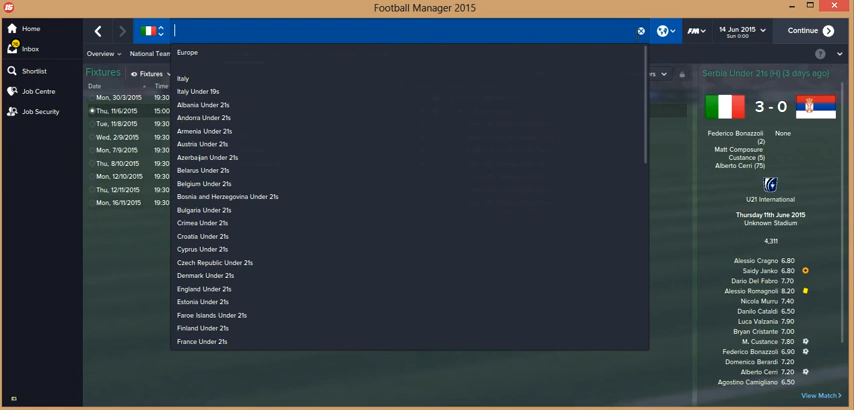 Football Manager 2015
Home
Inbox
Shortlist
Job Centre
Job Security
FM
14 Jun 2015
Sun 0:00
Continue
Overview
National Team
Fixtures
Fixtures
Date
Time
Mon, 30/3/2015 19:30
Thu, 11/6/2015 15:00
Tue, 11/8/2015 19:30
Wed, 2/9/2015 19:30
Mon, 7/9/2015 19:30
Thu, 8/10/2015 19:30
Mon, 12/10/2015 19:30
Thu, 12/11/2015 19:30
Mon, 16/11/2015 19:30
Europe
Italy
Italy Under 19s
Albania Under 21s
Andorra Under 21s
Armenia Under 21s
Austria Under 21s
Azerbaijan Under 21s
Belarus Under 21s
Belgium Under 21s
Bosnia and Herzegovina Under 21s
Bulgaria Under 21s
Crimea Under 21s
Croatia Under 21s
Cyprus Under 21s
Czech Republic Under 21s
Denmark Under 21s
England Under 21s
Estonia Under 21s
Faroe Islands Under 21s
Finland Under 21s
France Under 21s
Serbia Under 21s (H) (3 days ago)
3 - 0
Federico Bonazzoli (2)
None
Matt Composure Custance (5)
Alberto Cerri (75)
U21 International
Thursday 11th June 2015
Unknown Stadium
4,311
Alessio Cragno 6.80
Saidy Janko 6.80
Dario Del Fabro 7.70
Alessio Romagnoli 8.20
Nicola Murru 7.40
Danilo Cataldi 6.50
Luca Valzania 7.90
Bryan Cristante 7.00
M. Custance 7.80
Federico Bonazzoli 6.90
Domenico Berardi 7.20
Alberto Cerri 7.20
Agostino Camigliano 6.50
View Match >